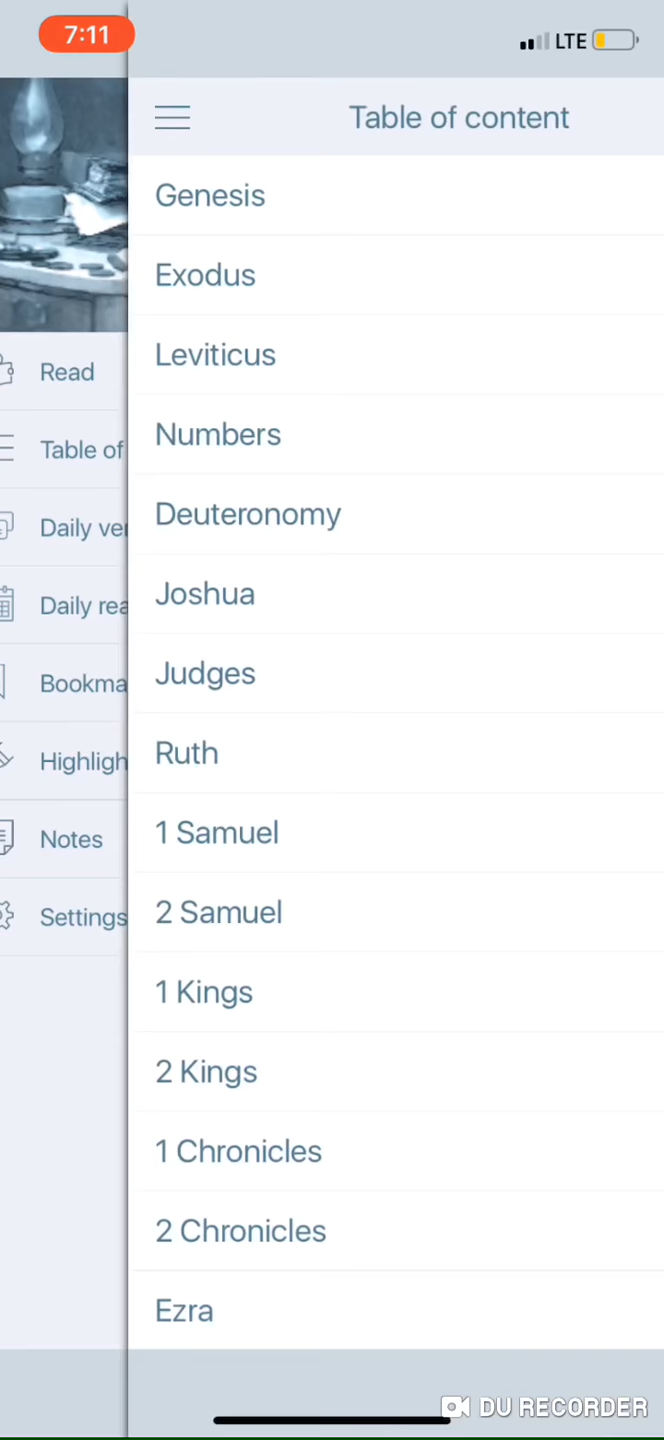 7:11
LTE
Table of content
Genesis
Exodus
Leviticus
Numbers
Deuteronomy
Joshua
Judges
Ruth
1 Samuel
2 Samuel
1 Kings
2 Kings
1 Chronicles
2 Chronicles
Ezra
Read
Table of
Daily ver
Daily rea
Bookma
Highligh
Notes
Settings
DU RECORDER